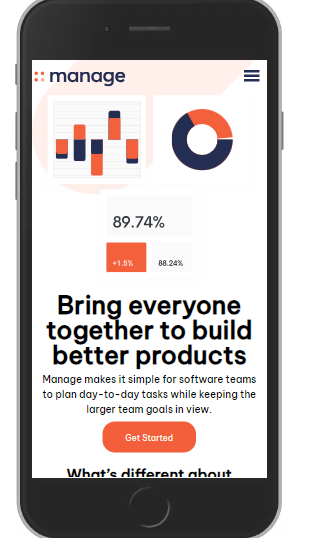 manage
89.74%
+1.5%
88.24%
Bring everyone
together to build
better products
Manage makes it simple for software teams
to plan day-to-day tasks while keeping the
larger team goals in view.
Get Started
What's different about